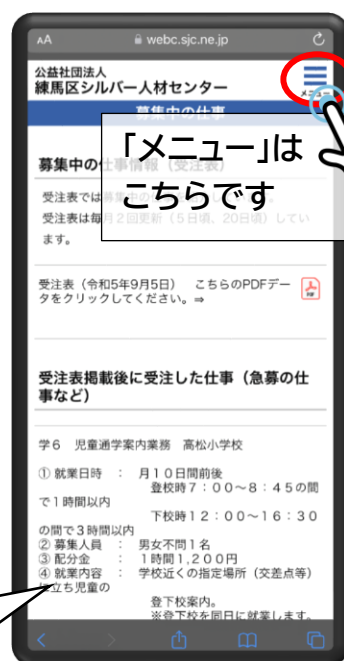 AA webc.sjc.ne.jp
公益社団法人
練馬区シルバー人材センター
メニュー
募集中の仕事
「メニュー」は
こちらです
募集中の仕事情報（受注表）
受注表では募集中の
受注表は毎月2回更新（5日頃、20日頃）してい
ます。
受注表（令和5年9月5日） こちらのPDFデー
タをクリックしてください。⇒
PDF
受注表掲載後に受注した仕事（急募の仕
事など）
学6 児童通学案内業務 高松小学校
① 就業日時 ： 月１０日間前後
登校時７：００～８：４５の間
で１時間以内
下校時１２：００～１６：３０
の間で３時間以内
② 募集人員 ： 男女不問１名
③ 配分金 ： １時間１,２００円
④ 就業内容 ： 学校近くの指定場所（交差点等）
に立ち児童の
登下校案内。
※登下校を同日に就業します。